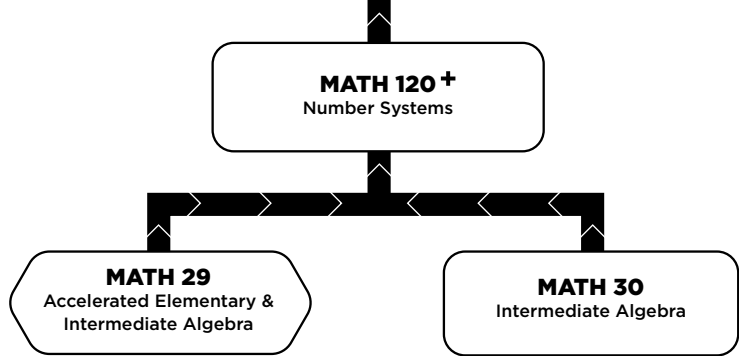 MATH 120+
Number Systems
MATH 29
Accelerated Elementary &
Intermediate Algebra
MATH 30
Intermediate Algebra